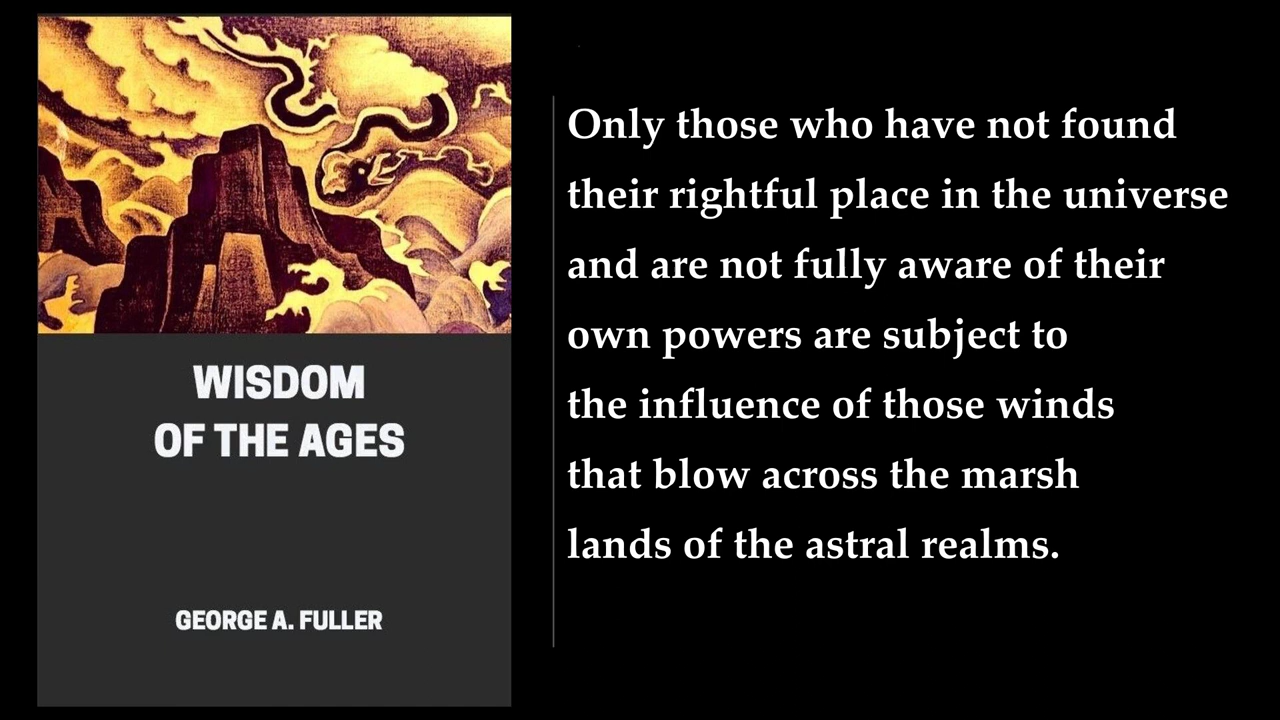 WISDOM
OF THE AGES
GEORGE A. FULLER
Only those who have not found
their rightful place in the universe
and are not fully aware of their
own powers are subject to
the influence of those winds
that blow across the marsh
lands of the astral realms.